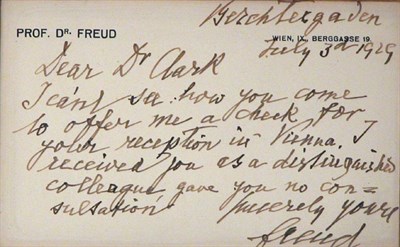 Berchtesgaden
PROF. DR. FREUD
WIEN, IX., BERGGASSE 19.
July 3d 1929
Dear Dr Clark
I can't see how you come
to offer me a check for
your reception in Vienna. I
received you as a distinguished
colleague gave you no con=
sultation
sincerely yours
Freud